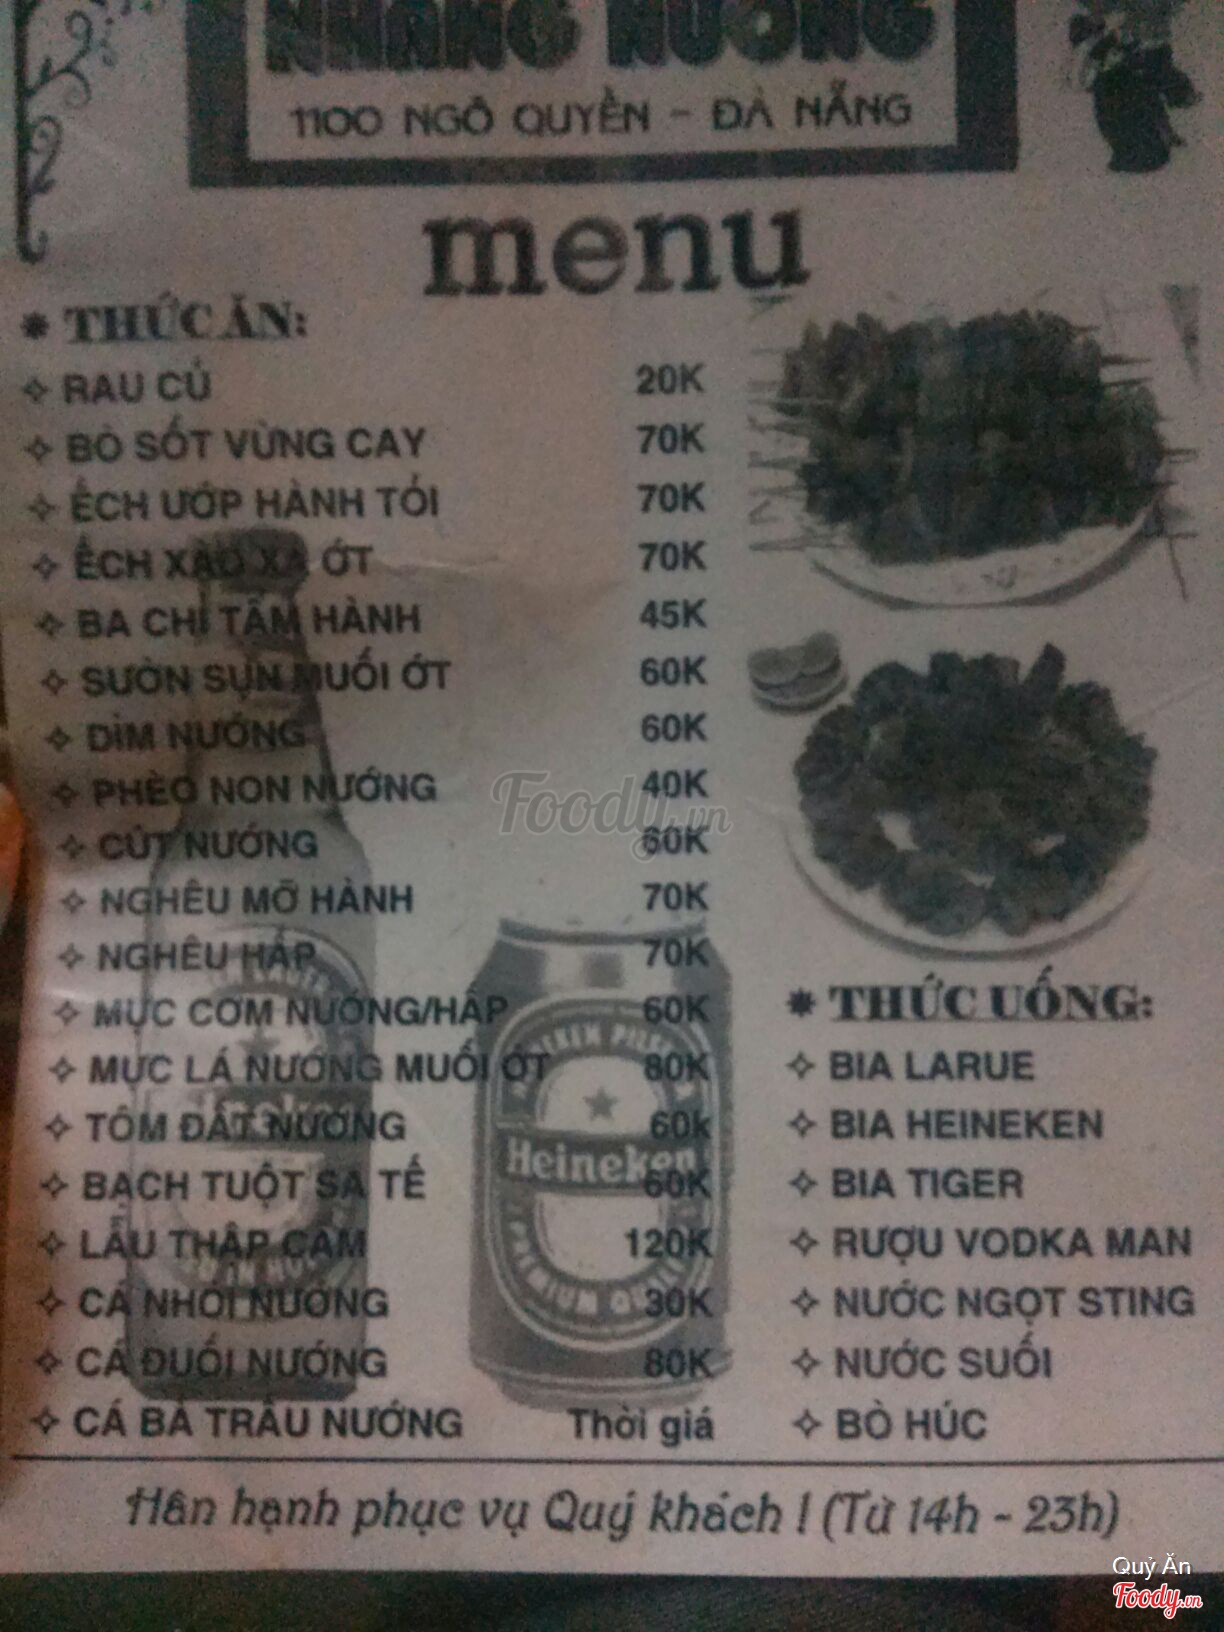 1100 NGÔ QUYỀN - ĐÀ NẴNG
menu
THỨC ĂN:
RAU CỦ 20K
BÒ SỐT VỪNG CAY 70K
ẾCH ƯỚP HÀNH TỎI 70K
ẾCH XÀO XẢ ỚT 70K
BA CHỈ TẨM HÀNH 45K
SƯỜN SỤN MUỐI ỚT 60K
DÌM NƯỚNG 60K
PHÈO NON NƯỚNG 40K
CÚT NƯỚNG 60K
NGHÊU MỠ HÀNH 70K
NGHÊU HẤP 70K
MỰC CƠM NƯỚNG/HẤP 60K
MỰC LÁ NƯỚNG MUỐI ỚT 80K
TÔM ĐẤT NƯỚNG 60k
BẠCH TUỘT SA TẾ 60K
LẨU THẬP CẨM 120K
CÁ NHỒI NƯỚNG 30K
CÁ ĐUỐI NƯỚNG 80K
CÁ BÃ TRẦU NƯỚNG Thời giá
THỨC UỐNG:
BIA LARUE
BIA HEINEKEN
BIA TIGER
RƯỢU VODKA MAN
NƯỚC NGỌT STING
NƯỚC SUỐI
BÒ HÚC
Heineken
Foody.vn
Hân hạnh phục vụ Quý khách ! (Từ 14h - 23h)
Quỷ Ăn
Foody.vn